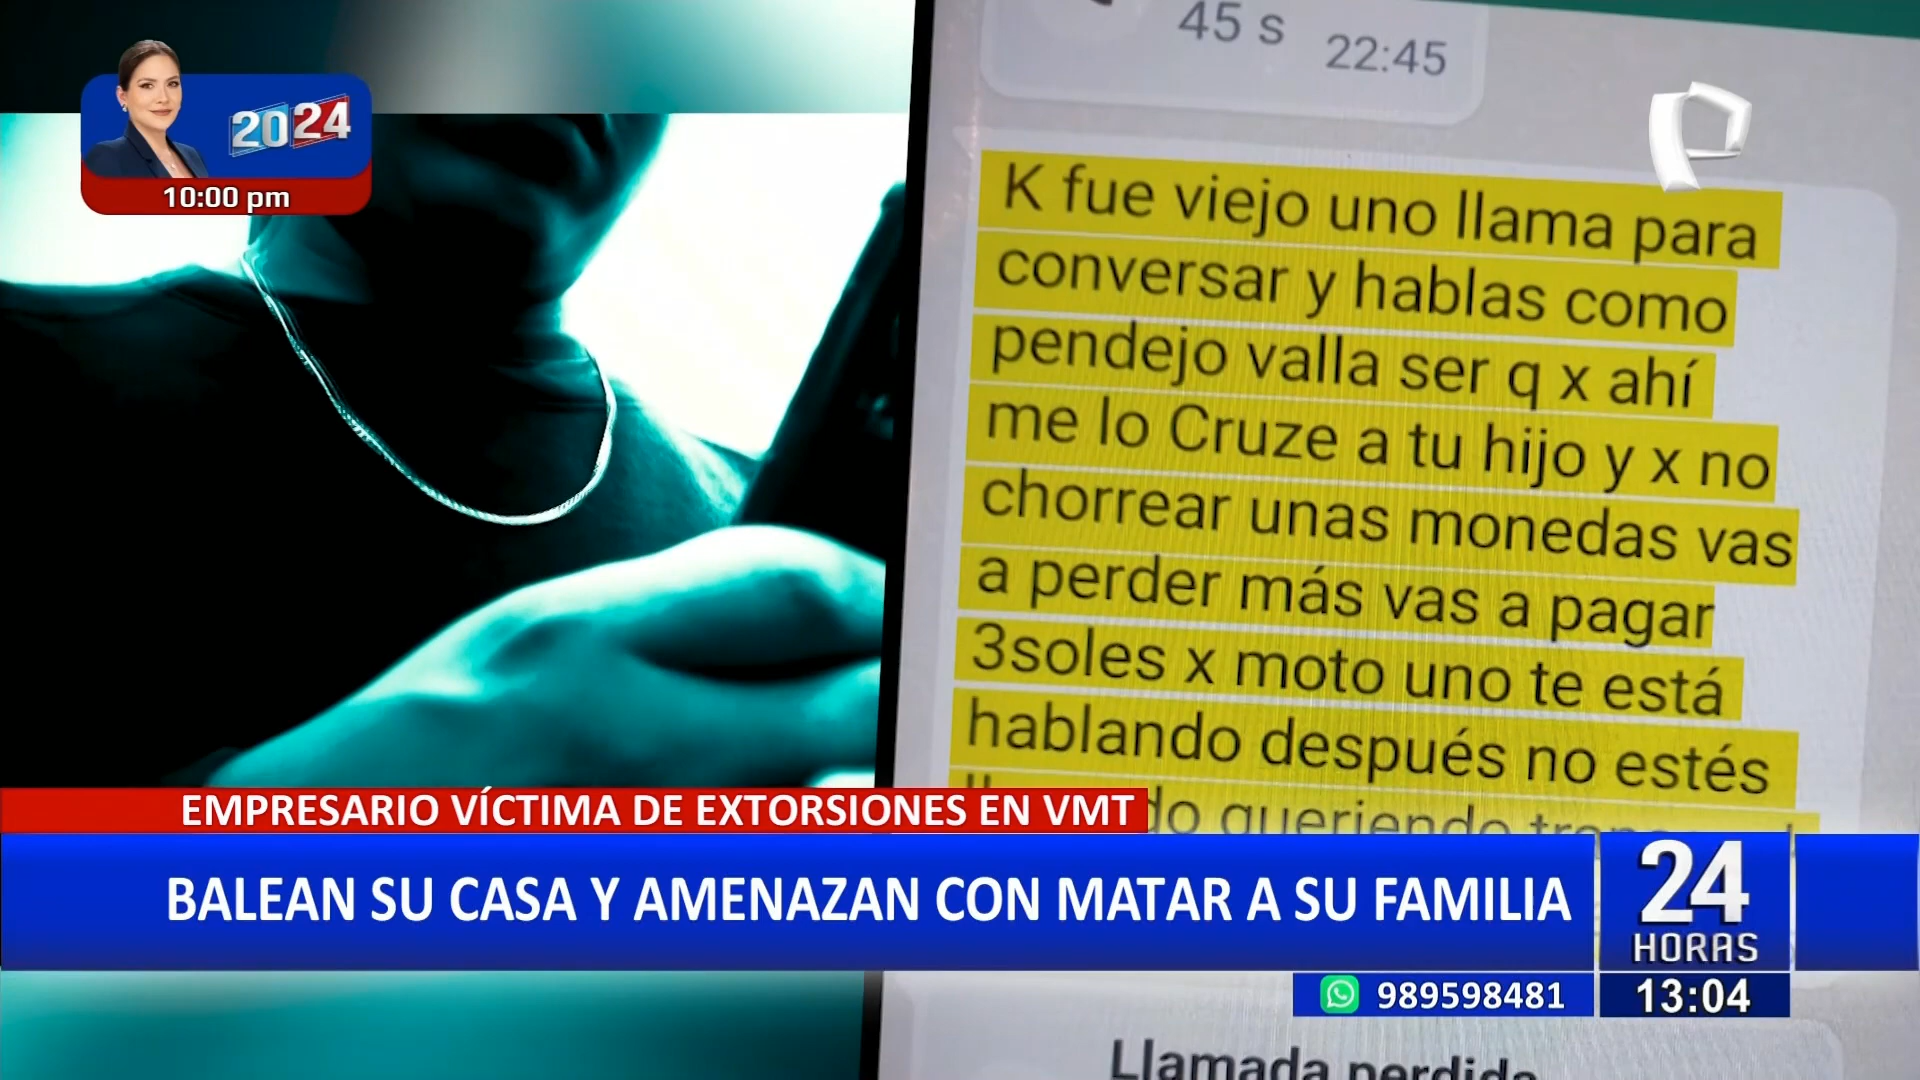 45 s 22:45
2024
10:00 pm
K fue viejo uno llama para
conversar y hablas como
pendejo valla ser q x ahí
me lo Cruze a tu hijo y x no
chorrear unas monedas vas
a perder más vas a pagar
3soles x moto uno te está
hablando después no estés
queriendo
EMPRESARIO VÍCTIMA DE EXTORSIONES EN VMT
BALEAN SU CASA Y AMENAZAN CON MATAR A SU FAMILIA
24
HORAS
989598481
13:04
Llamada perdida